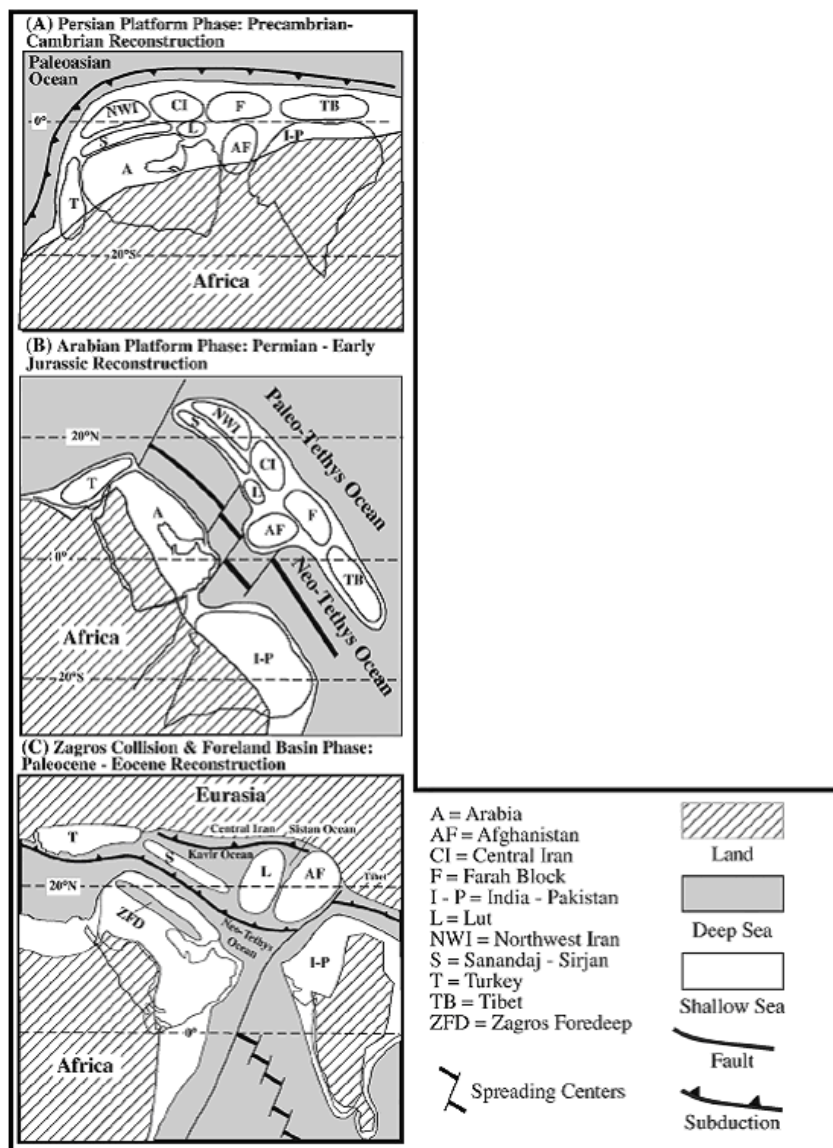 (A) Persian Platform Phase: Precambrian-
Cambrian Reconstruction
Paleoasian
Ocean
NWI
CI
F
TB
0°
S
L
I-P
A
AF
T
20°S
Africa
(B) Arabian Platform Phase: Permian - Early
Jurassic Reconstruction
NWI
S
20°N
Paleo-Tethys Ocean
CI
T
L
A
F
AF
0°
TB
Neo-Tethys Ocean
Africa
I-P
20°S
(C) Zagros Collision & Foreland Basin Phase:
Paleocene - Eocene Reconstruction
Eurasia
T
Central Iran
Sistan Ocean
Kavir Ocean
S
L
AF
Tibet
20°N
ZFD
Neo-Tethys
Ocean
I-P
0°
Africa
A = Arabia
AF = Afghanistan
CI = Central Iran
F = Farah Block
I - P = India - Pakistan
L = Lut
NWI = Northwest Iran
S = Sanandaj - Sirjan
T = Turkey
TB = Tibet
ZFD = Zagros Foredeep
Spreading Centers
Land
Deep Sea
Shallow Sea
Fault
Subduction